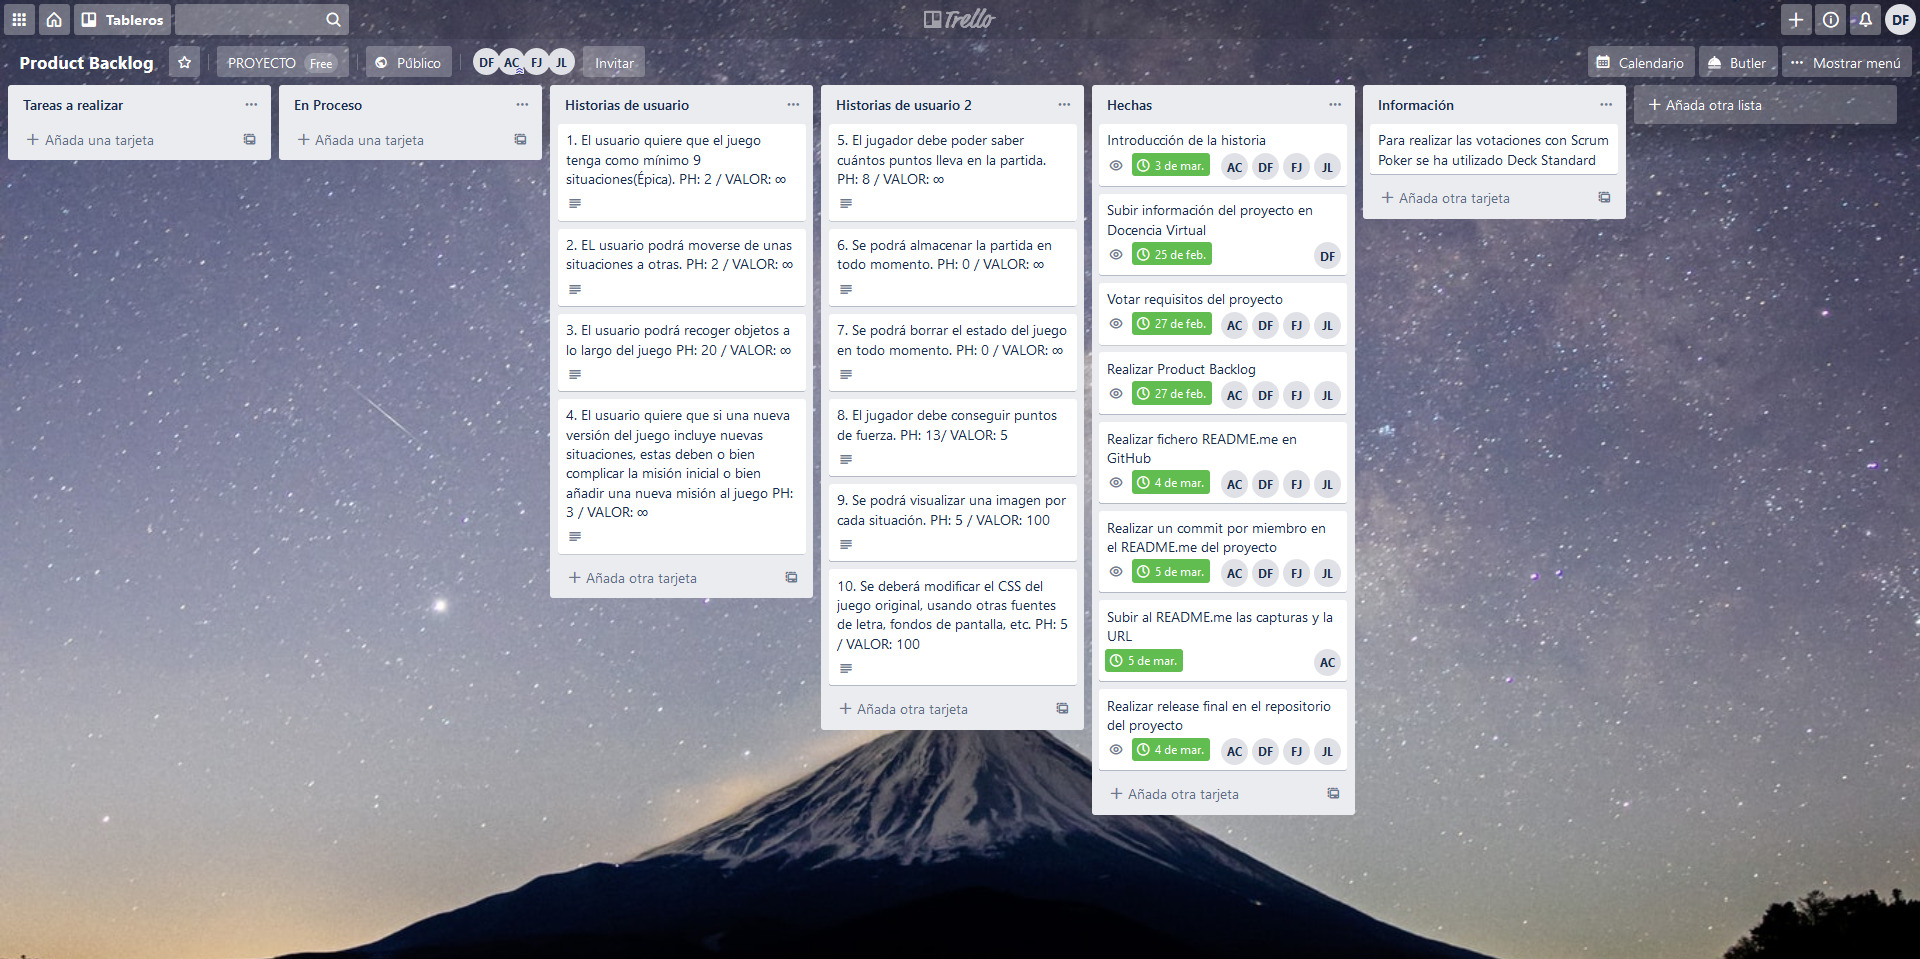 Tableros
Trello
DF
Product Backlog
PROYECTO Free
Público
DF AC FJ JL
Invitar
Calendario
Butler
Mostrar menú
Tareas a realizar
Añada una tarjeta
En Proceso
Añada una tarjeta
Historias de usuario
1. El usuario quiere que el juego
tenga como mínimo 9
situaciones(Épica). PH: 2 / VALOR: ∞
2. EL usuario podrá moverse de unas
situaciones a otras. PH: 2 / VALOR: ∞
3. El usuario podrá recoger objetos a
lo largo del juego PH: 20 / VALOR: ∞
4. El usuario quiere que si una nueva
versión del juego incluye nuevas
situaciones, estas deben o bien
complicar la misión inicial o bien
añadir una nueva misión al juego PH:
3 / VALOR: ∞
Añada otra tarjeta
Historias de usuario 2
5. El jugador debe poder saber
cuántos puntos lleva en la partida.
PH: 8 / VALOR: ∞
6. Se podrá almacenar la partida en
todo momento. PH: 0 / VALOR: ∞
7. Se podrá borrar el estado del juego
en todo momento. PH: 0 / VALOR: ∞
8. El jugador debe conseguir puntos
de fuerza. PH: 13/ VALOR: 5
9. Se podrá visualizar una imagen por
cada situación. PH: 5 / VALOR: 100
10. Se deberá modificar el CSS del
juego original, usando otras fuentes
de letra, fondos de pantalla, etc. PH: 5
/ VALOR: 100
Añada otra tarjeta
Hechas
Introducción de la historia
3 de mar. AC DF FJ JL
Subir información del proyecto en
Docencia Virtual
25 de feb. DF
Votar requisitos del proyecto
27 de feb. AC DF FJ JL
Realizar Product Backlog
27 de feb. AC DF FJ JL
Realizar fichero README.me en
GitHub
4 de mar. AC DF FJ JL
Realizar un commit por miembro en
el README.me del proyecto
5 de mar. AC DF FJ JL
Subir al README.me las capturas y la
URL
5 de mar. AC
Realizar release final en el repositorio
del proyecto
4 de mar. AC DF FJ JL
Añada otra tarjeta
Información
Para realizar las votaciones con Scrum
Poker se ha utilizado Deck Standard
Añada otra tarjeta
Añada otra lista